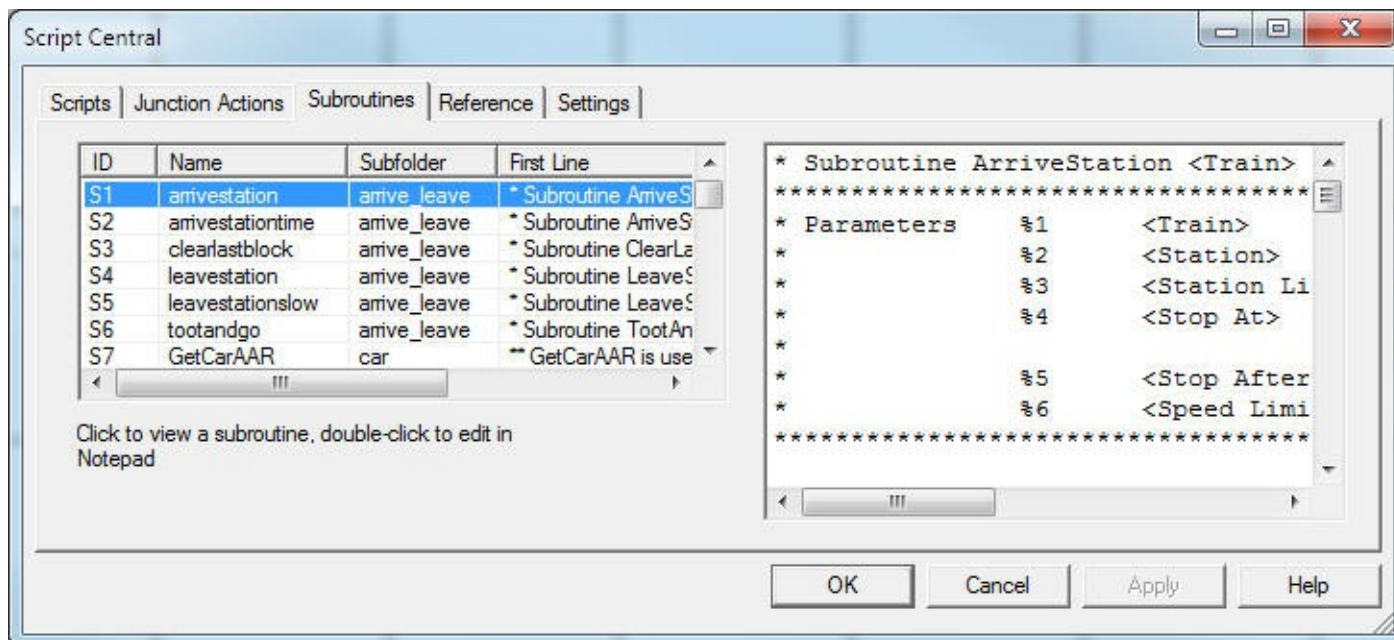 Script Central
Scripts Junction Actions Subroutines Reference Settings
ID Name Subfolder First Line
S1 arrivestation arrive_leave * Subroutine ArriveS
S2 arrivestationtime arrive_leave * Subroutine ArriveS
S3 clearlastblock arrive_leave * Subroutine ClearLa
S4 leavestation arrive_leave * Subroutine LeaveS
S5 leavestationslow arrive_leave * Subroutine LeaveS
S6 tootandgo arrive_leave * Subroutine TootAn
S7 GetCarAAR car ** GetCarAAR is use
Click to view a subroutine, double-click to edit in
Notepad
* Subroutine ArriveStation <Train>
***********************************
* Parameters %1 <Train>
* %2 <Station>
* %3 <Station Li
* %4 <Stop At>
*
* %5 <Stop After
* %6 <Speed Limi
***********************************
OK Cancel Apply Help